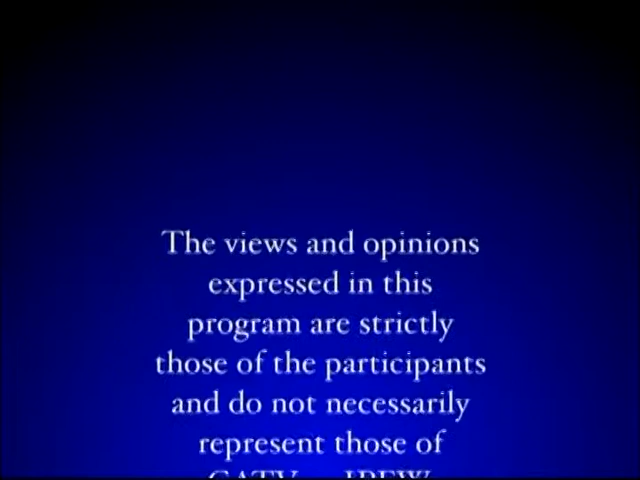 The views and opinions
expressed in this
program are strictly
those of the participants
and do not necessarily
represent those of